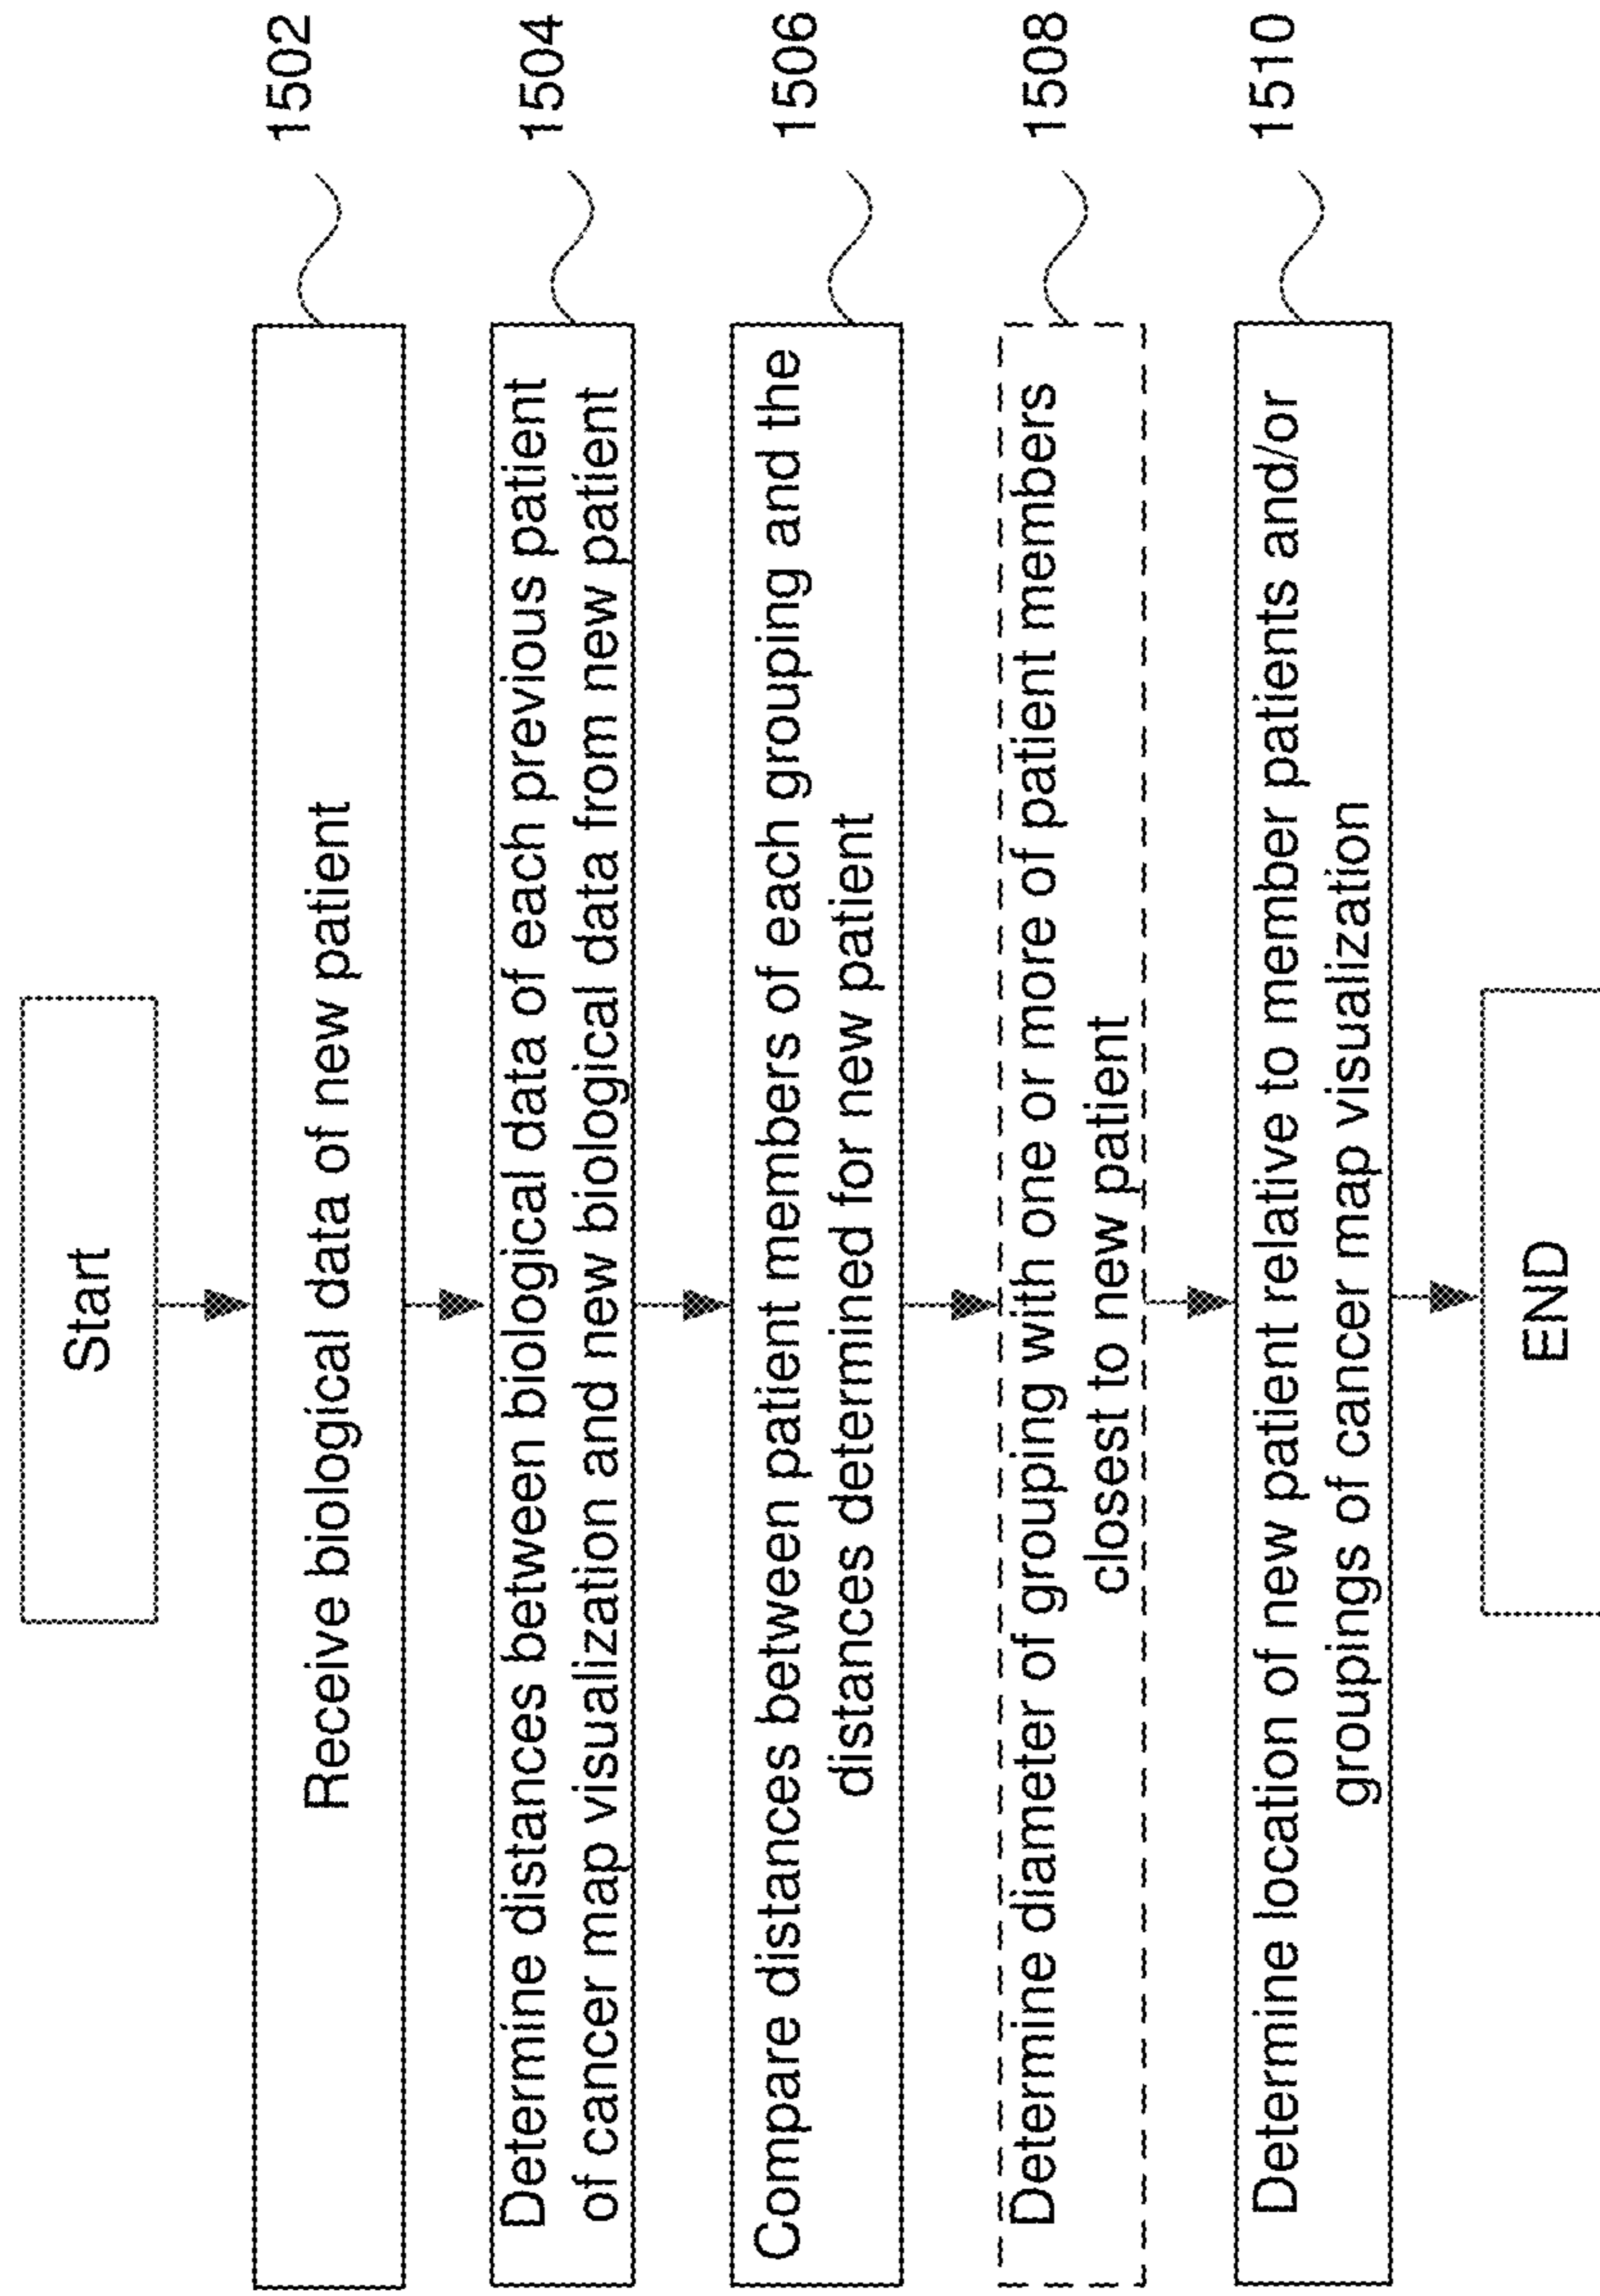 Start
Receive biological data of new patient
1502
Determine distances between biological data of each previous patient
of cancer map visualization and new biological data from new patient
1504
Compare distances between patient members of each grouping and the
distances determined for new patient
1506
Determine diameter of grouping with one or more of patient members
closest to new patient
1508
Determine location of new patient relative to member patients and/or
groupings of cancer map visualization
1510
END